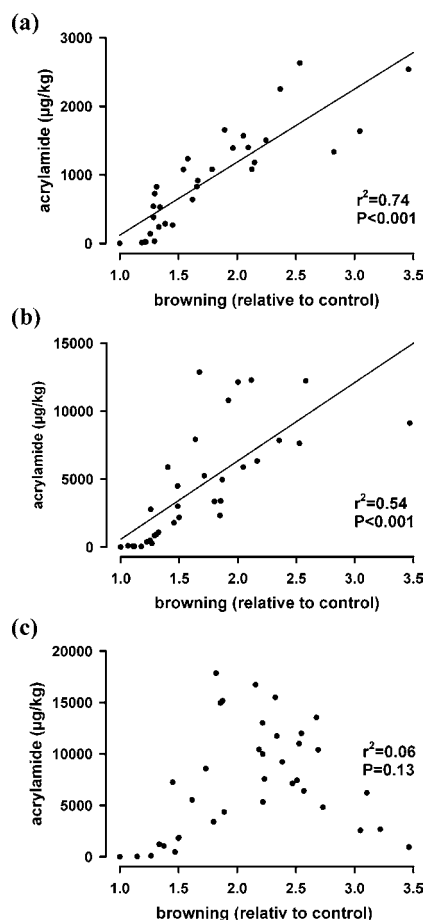 (a)
3000
2000
1000
0
acrylamide (µg/kg)
r²=0.74
P<0.001
1.0 1.5 2.0 2.5 3.0 3.5
browning (relative to control)
(b)
15000
10000
5000
0
acrylamide (µg/kg)
r²=0.54
P<0.001
1.0 1.5 2.0 2.5 3.0 3.5
browning (relative to control)
(c)
20000
15000
10000
5000
0
acrylamide (µg/kg)
r²=0.06
P=0.13
1.0 1.5 2.0 2.5 3.0 3.5
browning (relativ to control)